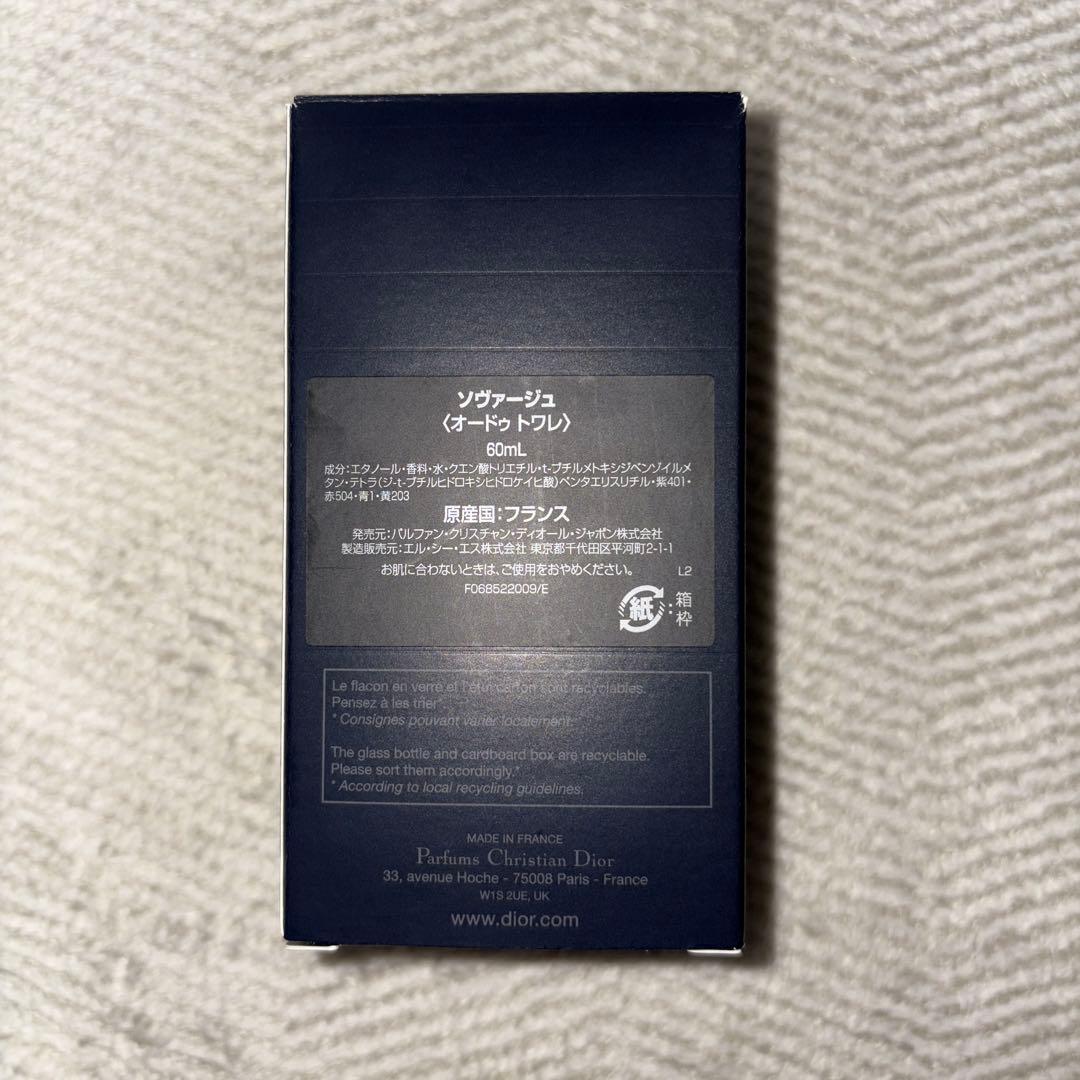 ソヴァージュ
〈オードゥ トワレ〉
60mL
成分:エタノール・香料・水・クエン酸トリエチル・t-ブチルメトキシジベンゾイルメ
タン・テトラ(ジ-t-ブチルヒドロキシヒドロケイヒ酸)ペンタエリスリチル・紫401・
赤504・青1・黄203
原産国:フランス
発売元:パルファン・クリスチャン・ディオール・ジャポン株式会社
製造販売元:エル・シー・エス株式会社 東京都千代田区平河町2-1-1
お肌に合わないときは、ご使用をおやめください。
L2
F068522009/E
紙:箱
枠
Le flacon en verre et l'étui carton sont recyclables.
Pensez à les trier*.
* Consignes pouvant varier localement.
The glass bottle and cardboard box are recyclable.
Please sort them accordingly.*
* According to local recycling guidelines.
MADE IN FRANCE
Parfums Christian Dior
33, avenue Hoche - 75008 Paris - France
W1S 2UE, UK
www.dior.com